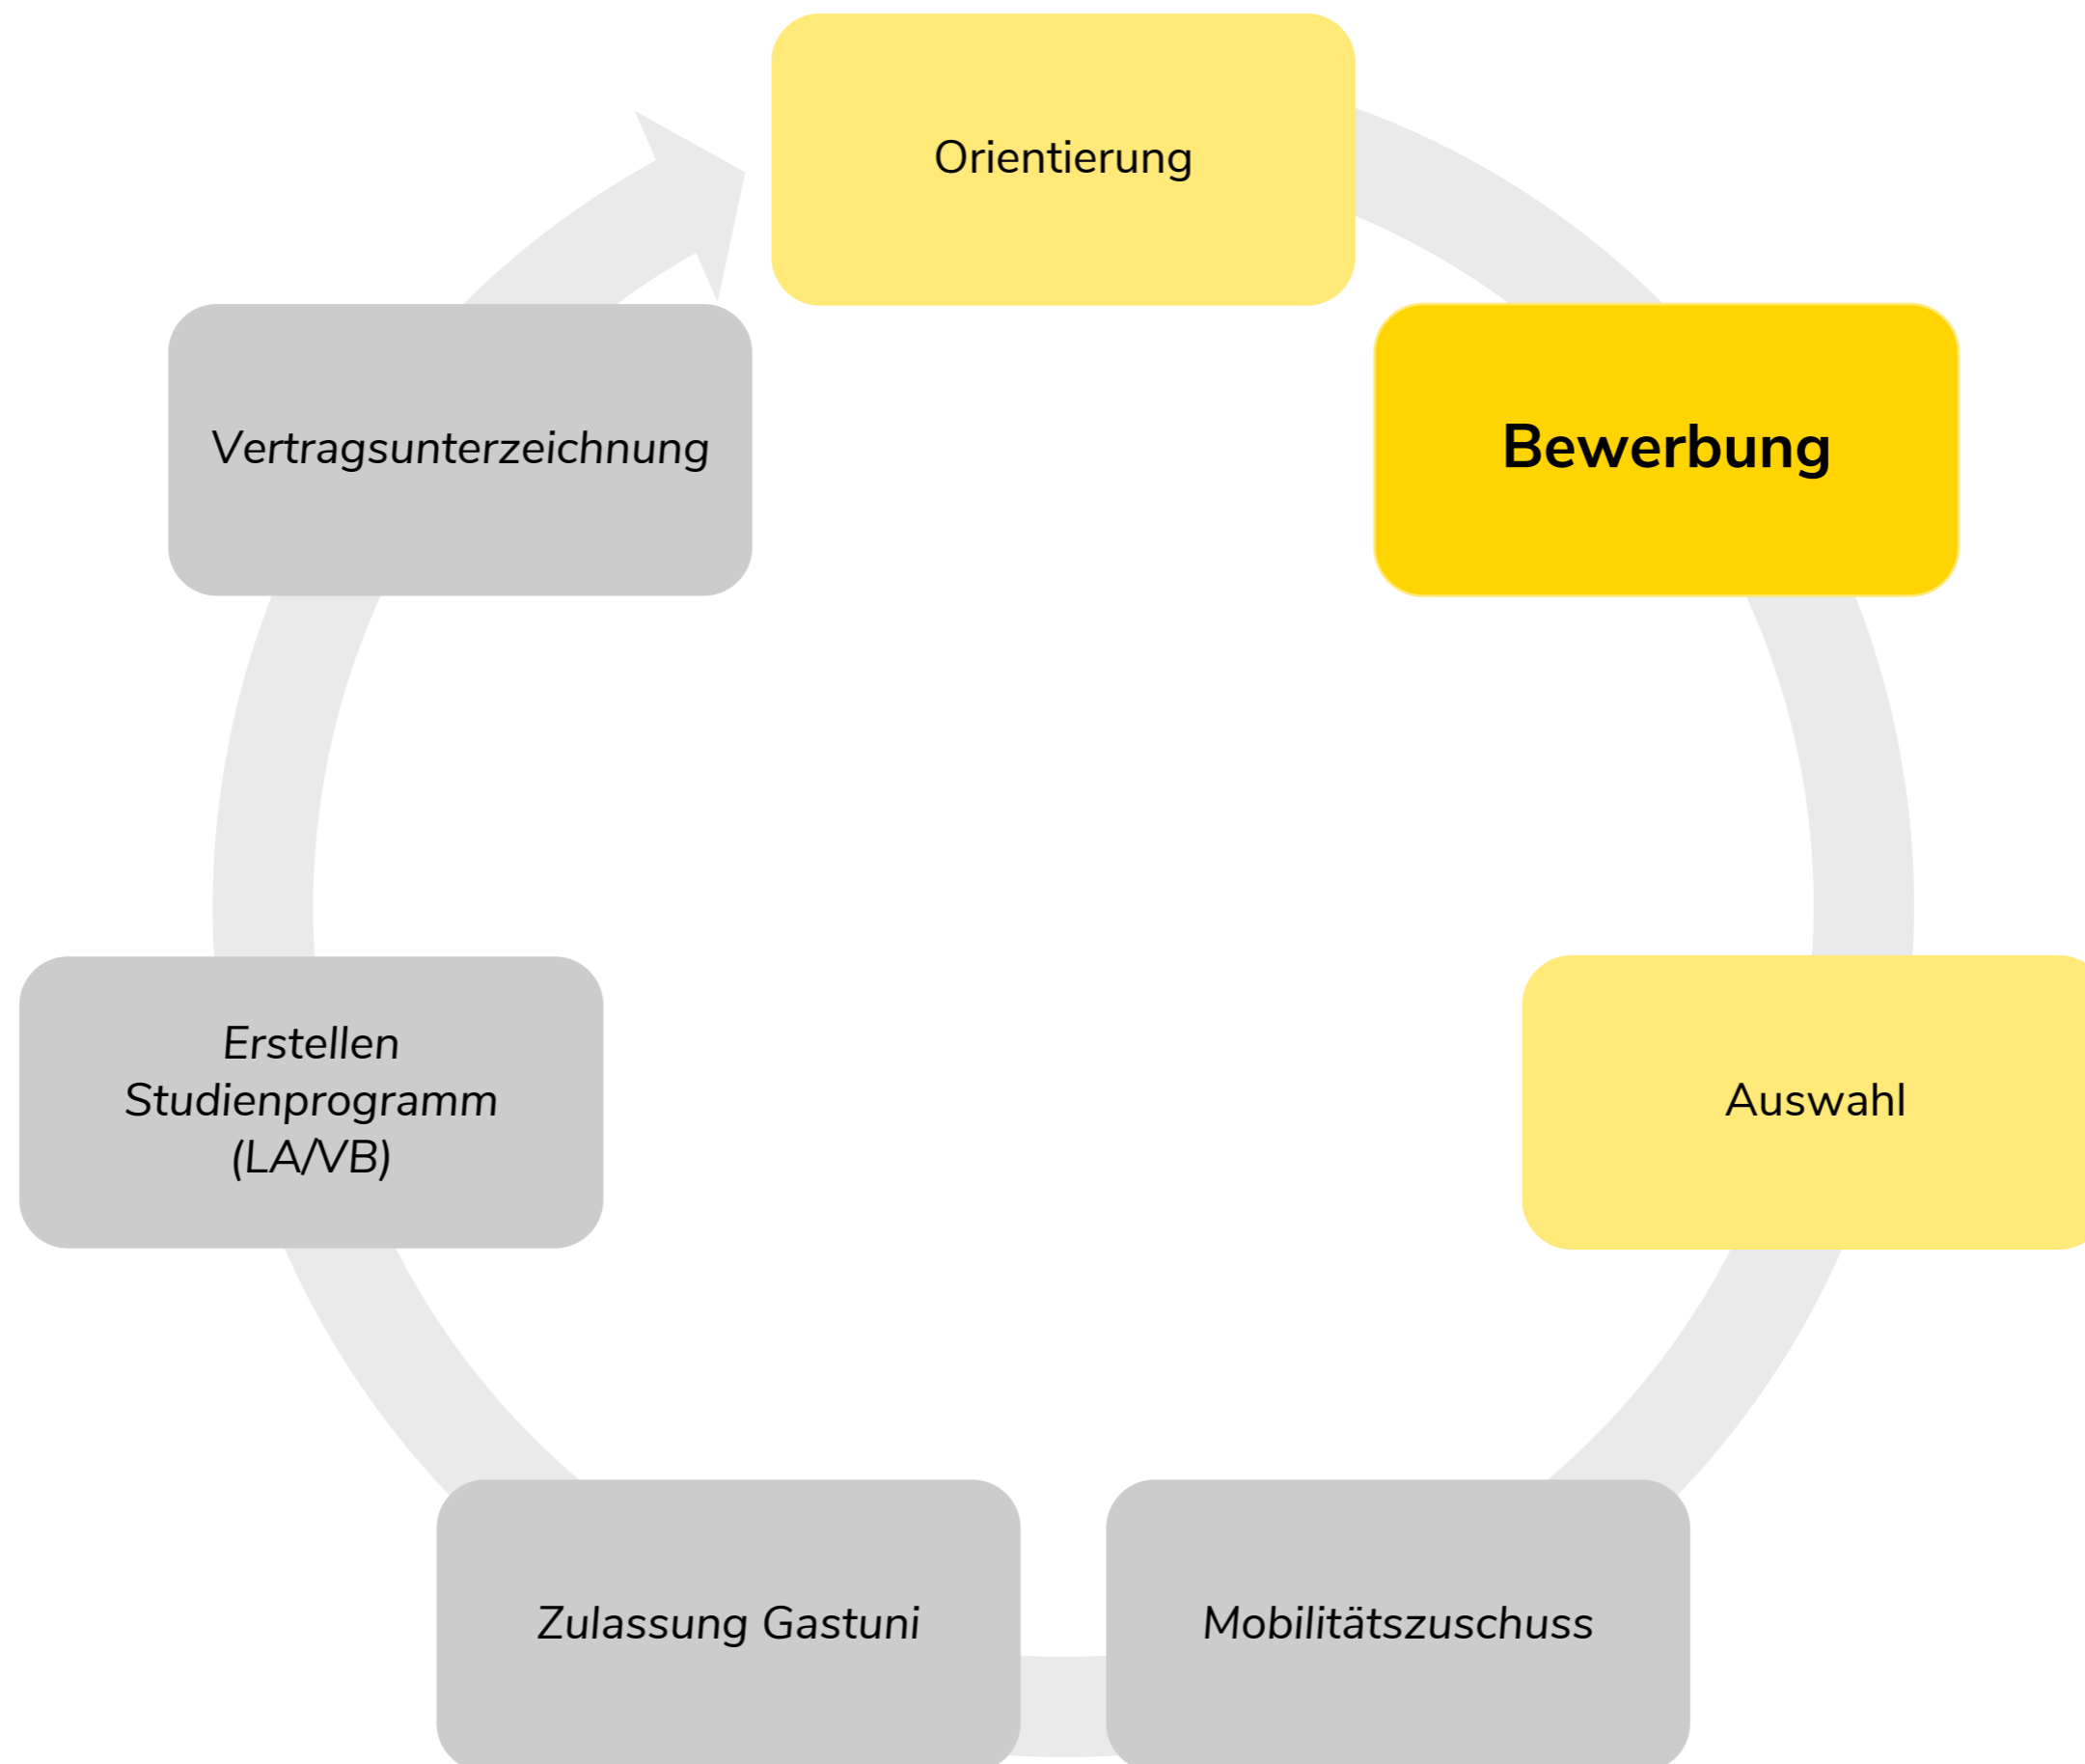 Orientierung
Bewerbung
Auswahl
Mobilitätszuschuss
Zulassung Gastuni
Erstellen
Studienprogramm
(LA/VB)
Vertragsunterzeichnung